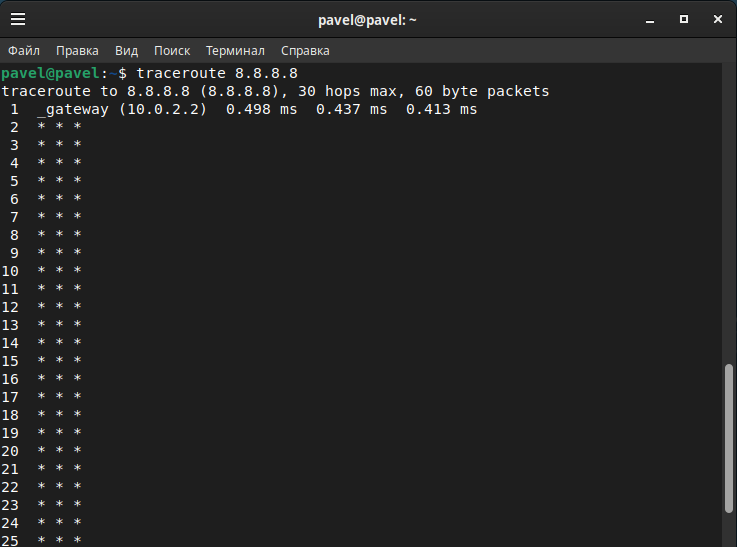 pavel@pavel: ~
Файл Правка Вид Поиск Терминал Справка
pavel@pavel:~$ traceroute 8.8.8.8
traceroute to 8.8.8.8 (8.8.8.8), 30 hops max, 60 byte packets
 1  _gateway (10.0.2.2)  0.498 ms  0.437 ms  0.413 ms
 2  * * *
 3  * * *
 4  * * *
 5  * * *
 6  * * *
 7  * * *
 8  * * *
 9  * * *
10  * * *
11  * * *
12  * * *
13  * * *
14  * * *
15  * * *
16  * * *
17  * * *
18  * * *
19  * * *
20  * * *
21  * * *
22  * * *
23  * * *
24  * * *
25  * * *